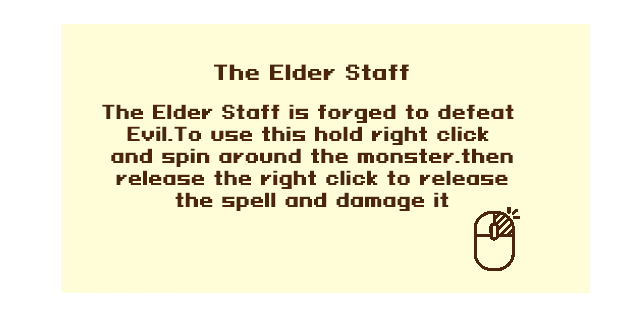 The Elder Staff
The Elder Staff is forged to defeat
Evil.To use this hold right click
and spin around the monster.then
release the right click to release
the spell and damage it